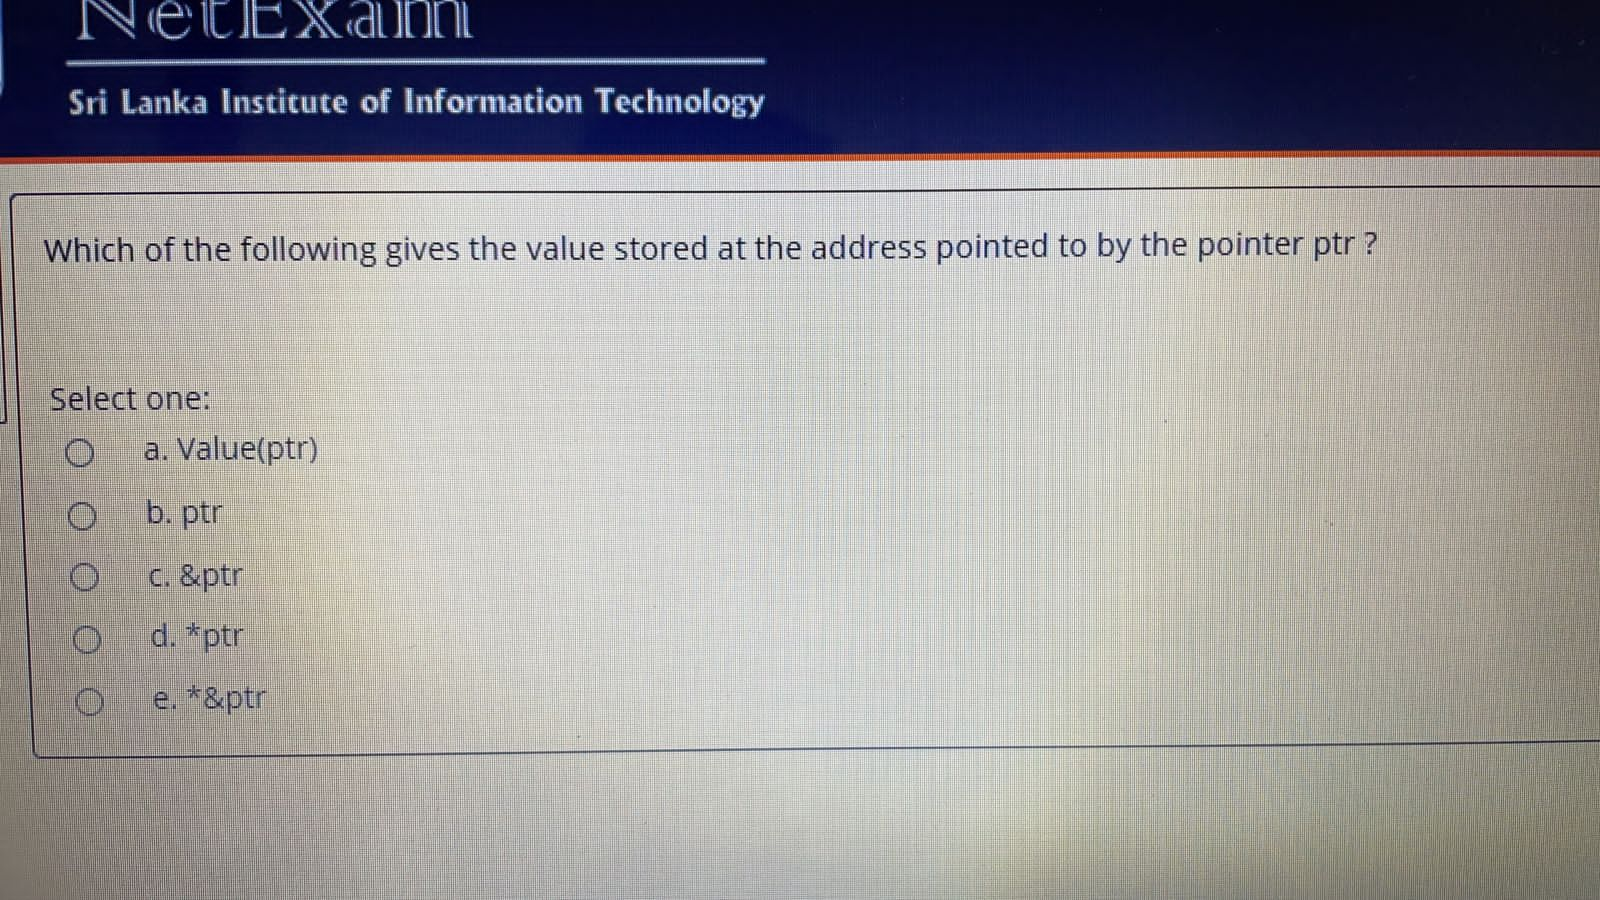 NetExam
Sri Lanka Institute of Information Technology
Which of the following gives the value stored at the address pointed to by the pointer ptr ?
Select one:
a. Value(ptr)
b. ptr
c. &ptr
d. *ptr
e. *&ptr